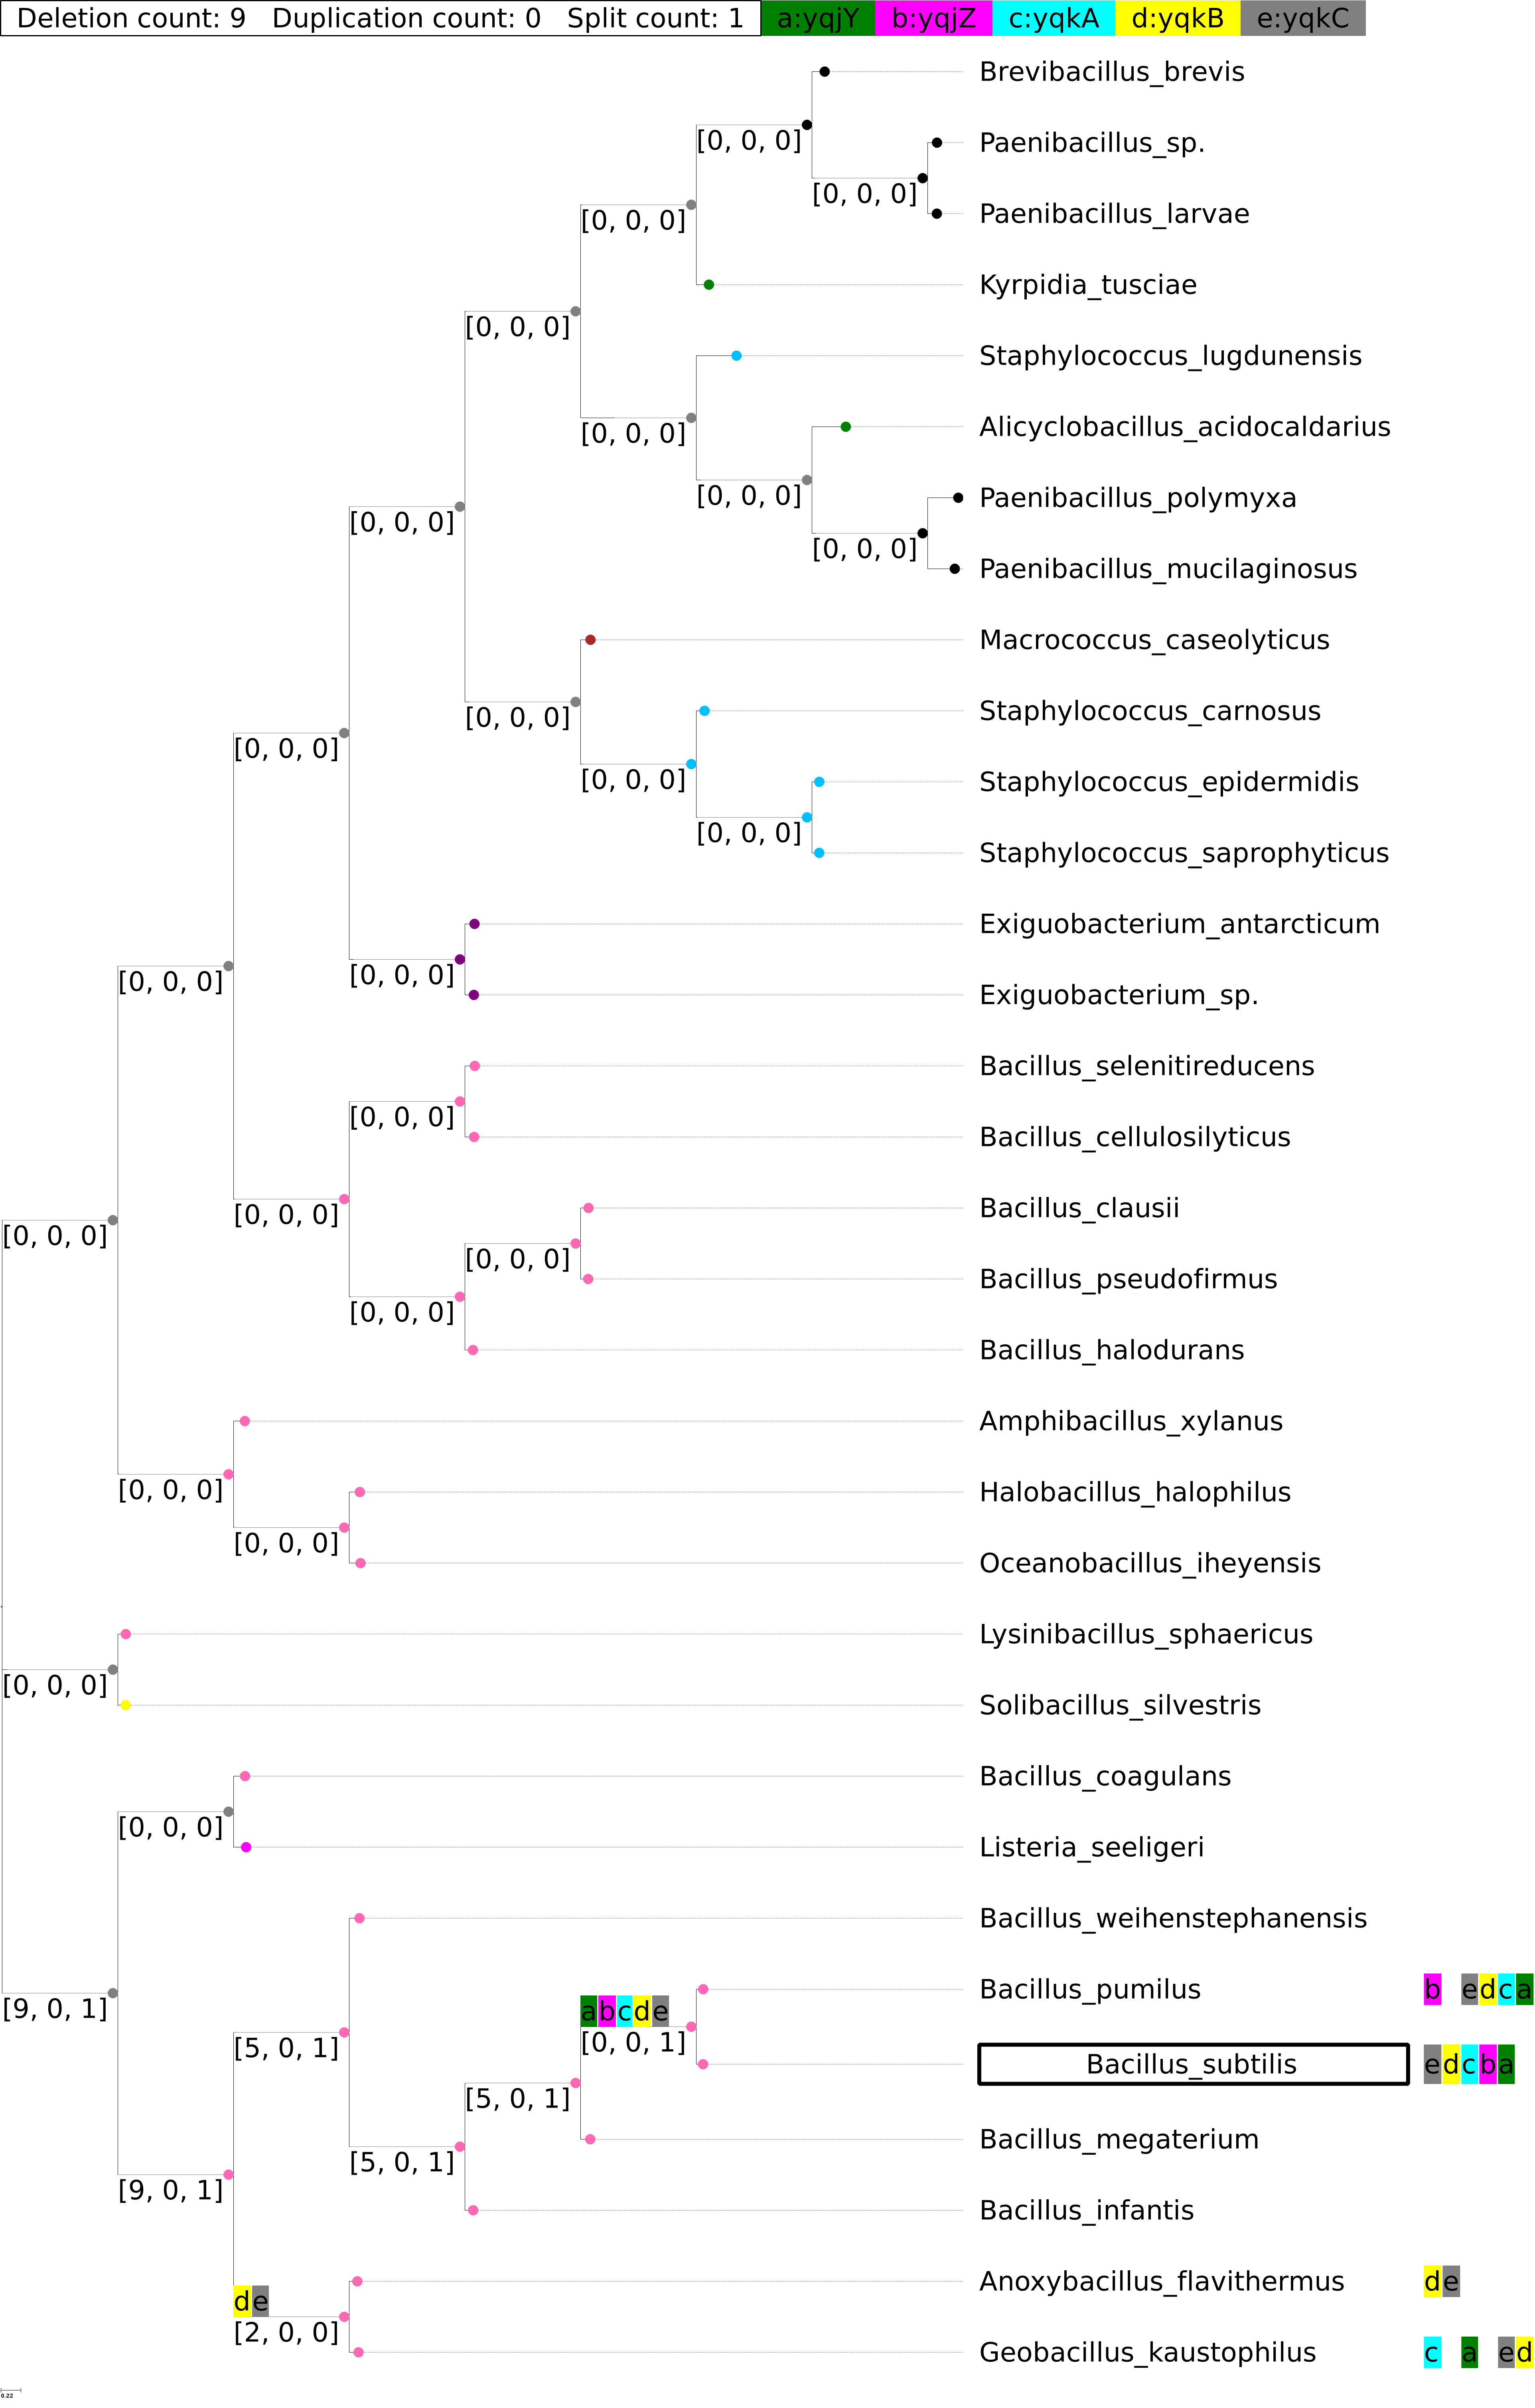 Deletion count: 9 Duplication count: 0 Split count: 1 a:yqjY b:yqjZ c:yqkA d:yqkB e:yqkC
Brevibacillus_brevis
[0, 0, 0]
Paenibacillus_sp.
[0, 0, 0]
Paenibacillus_larvae
[0, 0, 0]
Kyrpidia_tusciae
[0, 0, 0]
Staphylococcus_lugdunensis
Alicyclobacillus_acidocaldarius
[0, 0, 0]
[0, 0, 0]
Paenibacillus_polymyxa
[0, 0, 0]
[0, 0, 0]
Paenibacillus_mucilaginosus
Macrococcus_caseolyticus
Staphylococcus_carnosus
[0, 0, 0]
[0, 0, 0]
[0, 0, 0]
Staphylococcus_epidermidis
[0, 0, 0]
Staphylococcus_saprophyticus
Exiguobacterium_antarcticum
[0, 0, 0]
[0, 0, 0]
Exiguobacterium_sp.
Bacillus_selenitireducens
[0, 0, 0]
Bacillus_cellulosilyticus
Bacillus_clausii
[0, 0, 0]
[0, 0, 0]
[0, 0, 0]
Bacillus_pseudofirmus
[0, 0, 0]
Bacillus_halodurans
Amphibacillus_xylanus
[0, 0, 0]
Halobacillus_halophilus
[0, 0, 0]
Oceanobacillus_iheyensis
Lysinibacillus_sphaericus
[0, 0, 0]
Solibacillus_silvestris
Bacillus_coagulans
[0, 0, 0]
Listeria_seeligeri
Bacillus_weihenstephanensis
Bacillus_pumilus b edca
[9, 0, 1]
abcde
[0, 0, 1]
[5, 0, 1]
Bacillus_subtilis edcba
[5, 0, 1]
Bacillus_megaterium
[5, 0, 1]
[9, 0, 1]
Bacillus_infantis
Anoxybacillus_flavithermus de
de
[2, 0, 0]
Geobacillus_kaustophilus c a ed
0.22